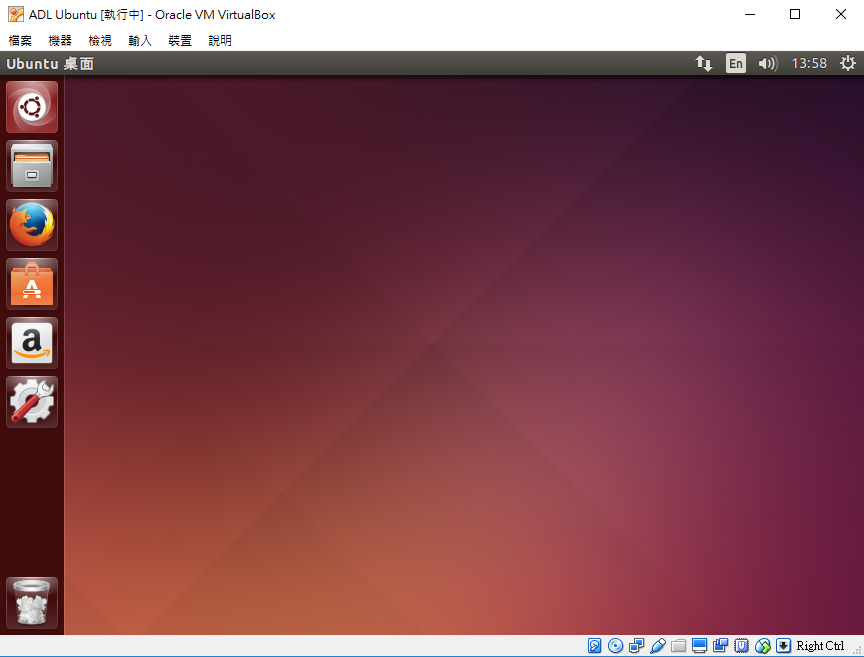 ADL Ubuntu [執行中] - Oracle VM VirtualBox
檔案 機器 檢視 輸入 裝置 說明
Ubuntu 桌面 En 13:58
A
a
Right Ctrl